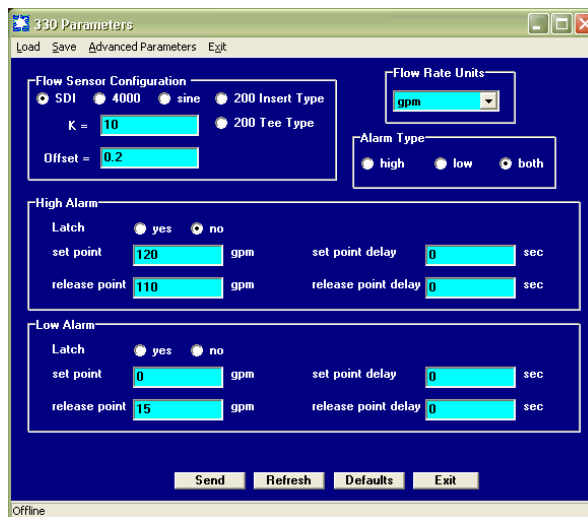 330 Parameters
Load Save Advanced Parameters Exit
Flow Sensor Configuration
SDI 4000 sine 200 Insert Type
K = 10 200 Tee Type
Offset = 0.2
Flow Rate Units
gpm
Alarm Type
high low both
High Alarm
Latch yes no
set point 120 gpm set point delay 0 sec
release point 110 gpm release point delay 0 sec
Low Alarm
Latch yes no
set point 0 gpm set point delay 0 sec
release point 15 gpm release point delay 0 sec
Send Refresh Defaults Exit
Offline